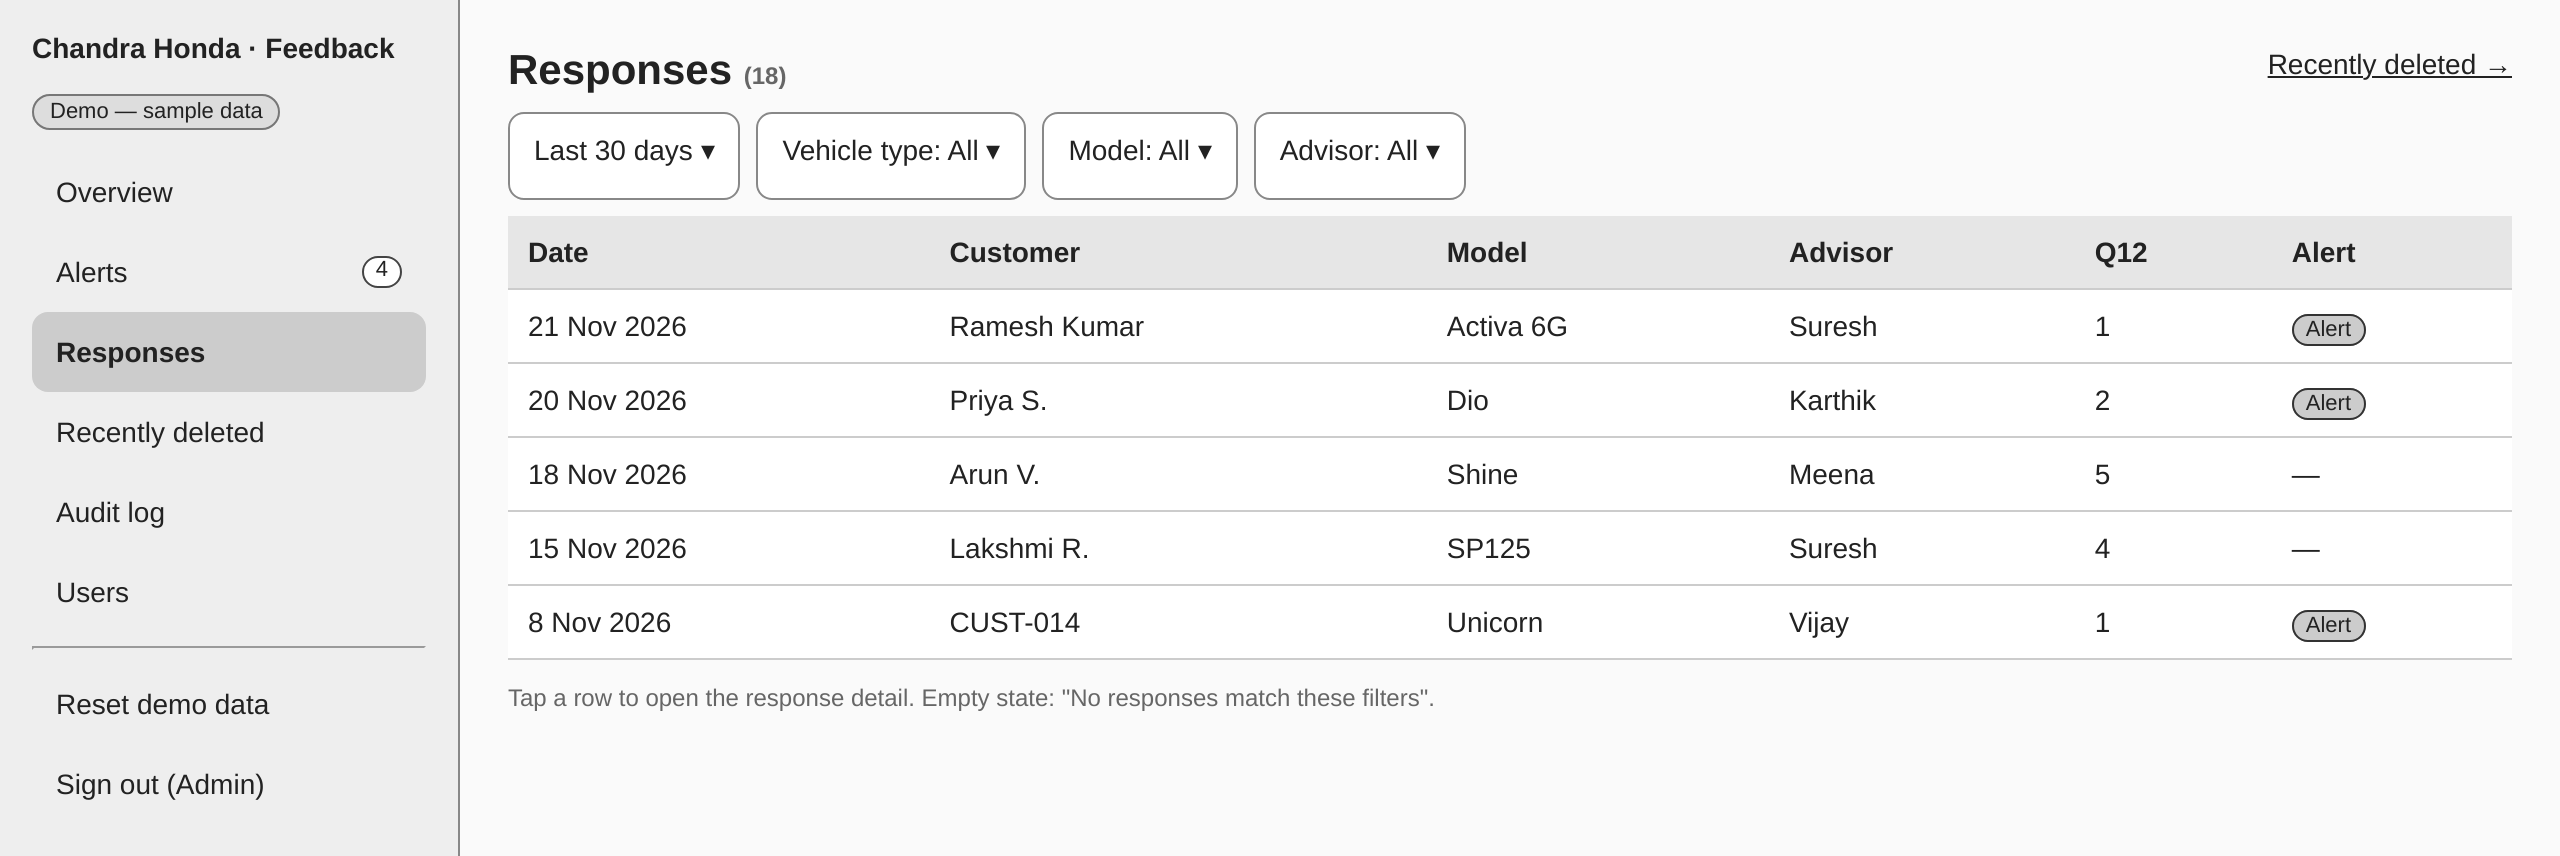 Chandra Honda · Feedback
Demo — sample data
Overview
Alerts 4
Responses
Recently deleted
Audit log
Users
Reset demo data
Sign out (Admin)
Responses (18)
Recently deleted →
Last 30 days ▾ Vehicle type: All ▾ Model: All ▾ Advisor: All ▾
Date Customer Model Advisor Q12 Alert
21 Nov 2026 Ramesh Kumar Activa 6G Suresh 1 Alert
20 Nov 2026 Priya S. Dio Karthik 2 Alert
18 Nov 2026 Arun V. Shine Meena 5 —
15 Nov 2026 Lakshmi R. SP125 Suresh 4 —
8 Nov 2026 CUST-014 Unicorn Vijay 1 Alert
Tap a row to open the response detail. Empty state: "No responses match these filters".